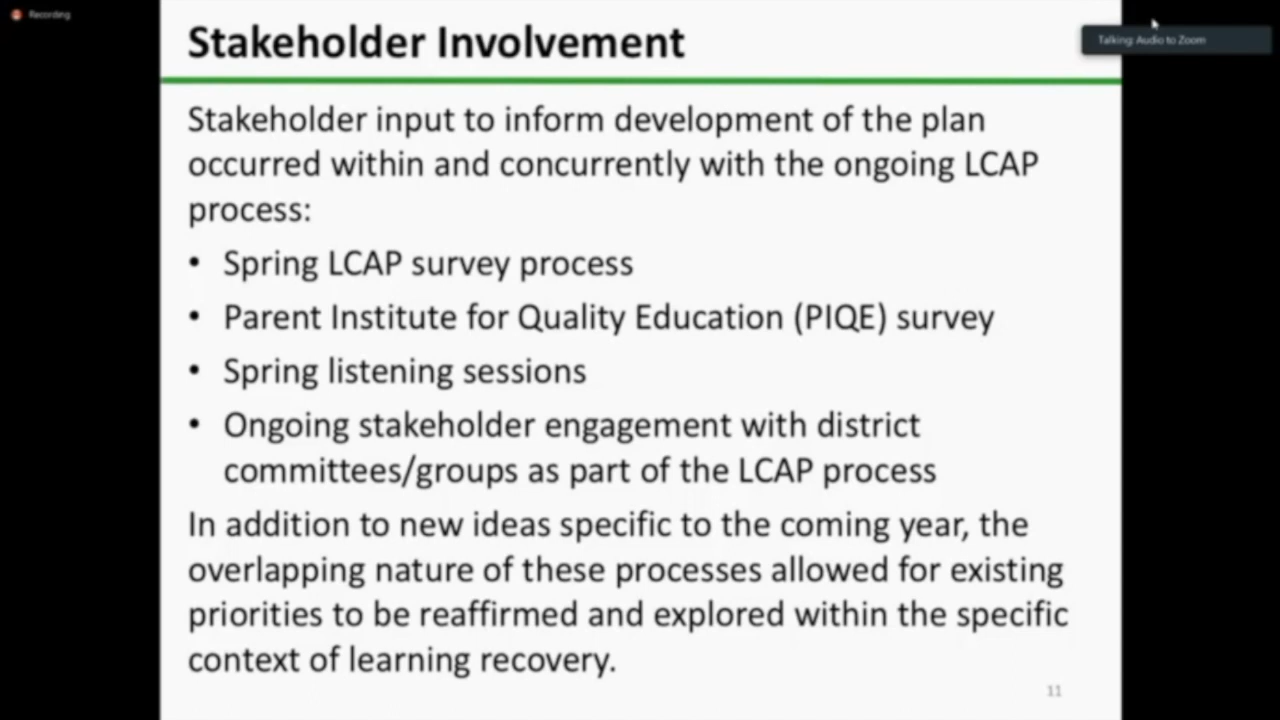 Recording
Stakeholder Involvement
Talking: Audio to Zoom
Stakeholder input to inform development of the plan
occurred within and concurrently with the ongoing LCAP
process:
• Spring LCAP survey process
• Parent Institute for Quality Education (PIQE) survey
• Spring listening sessions
• Ongoing stakeholder engagement with district
committees/groups as part of the LCAP process
In addition to new ideas specific to the coming year, the
overlapping nature of these processes allowed for existing
priorities to be reaffirmed and explored within the specific
context of learning recovery.
11